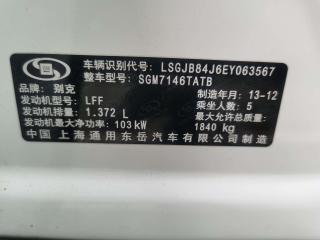 车辆识别代号: LSGJB84J6EY063567
整车型号: SGM7146TATB
品牌: 别克 制造年月: 13-12
发动机型号: LFF 乘坐人数: 5
发动机排量: 1.372 L 最大允许总质量:
发动机最大净功率: 103kW 1840 kg
中国 上海通用东岳汽车有限公司制造